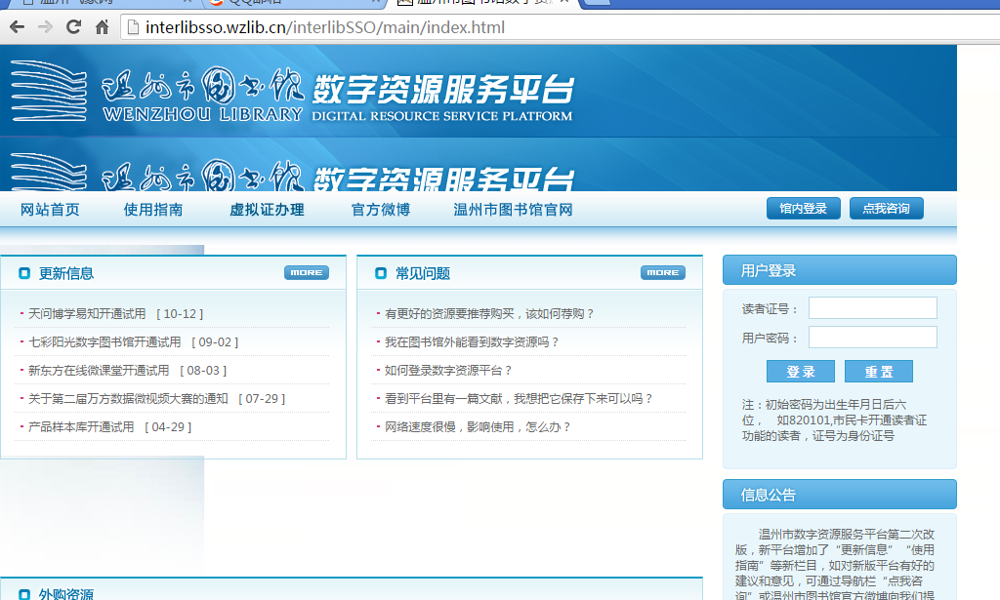 interlibsso.wzlib.cn/interlibSSO/main/index.html
温州市图书馆 数字资源服务平台
WENZHOU LIBRARY DIGITAL RESOURCE SERVICE PLATFORM
温州市图书馆 数字资源服务平台
网站首页 使用指南 虚拟证办理 官方微博 温州市图书馆官网 馆内登录 点我咨询
更新信息 MORE
天问博学易知开通试用 [ 10-12 ]
七彩阳光数字图书馆开通试用 [ 09-02 ]
新东方在线微课堂开通试用 [ 08-03 ]
关于第二届万方数据微视频大赛的通知 [ 07-29 ]
产品样本库开通试用 [ 04-29 ]
常见问题 MORE
有更好的资源要推荐购买，该如何荐购？
我在图书馆外能看到数字资源吗？
如何登录数字资源平台？
看到平台里有一篇文献，我想把它保存下来可以吗？
网络速度很慢，影响使用，怎么办？
用户登录
读者证号：
用户密码：
登 录 重 置
注：初始密码为出生年月日后六
位， 如820101,市民卡开通读者证
功能的读者，证号为身份证号
信息公告
温州市数字资源服务平台第二次改
版，新平台增加了“更新信息”“使用
指南”等新栏目，如对新版平台有好的
建议和意见，可通过导航栏“点我咨
询”或温州市图书馆官方微博向我们提
外购资源